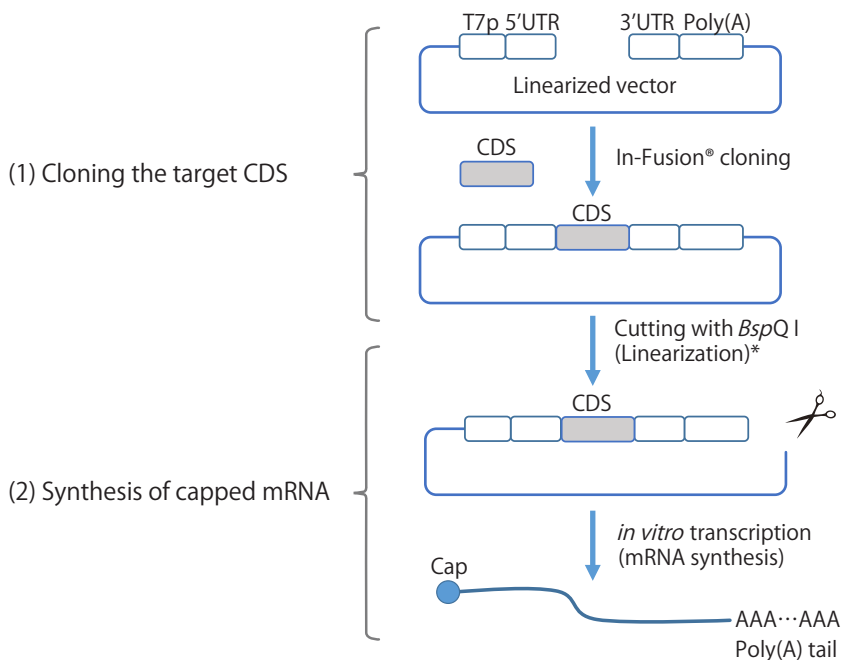 T7p 5’UTR
3’UTR Poly(A)
Linearized vector
(1) Cloning the target CDS
CDS
In-Fusion® cloning
CDS
Cutting with BspQ I
(Linearization)*
CDS
(2) Synthesis of capped mRNA
in vitro transcription
(mRNA synthesis)
Cap
AAA···AAA
Poly(A) tail